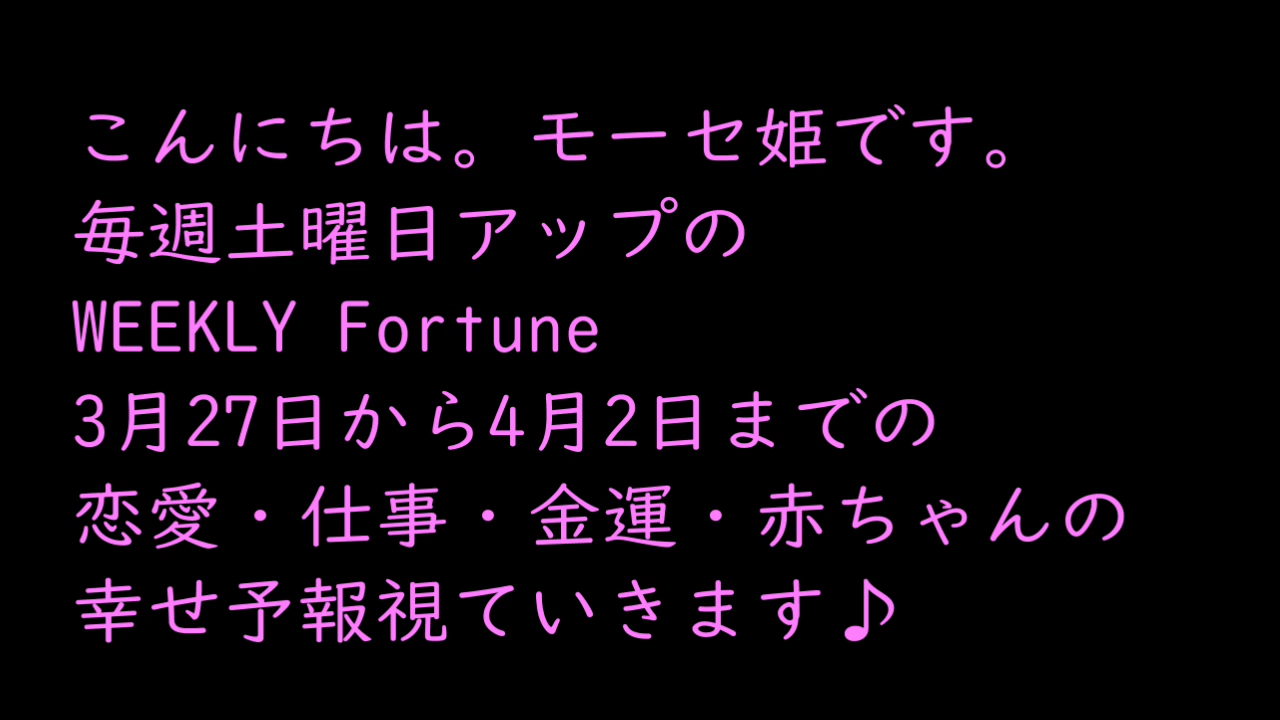 こんにちは。モーセ姫です。
毎週土曜日アップの
WEEKLY Fortune
3月27日から4月2日までの
恋愛・仕事・金運・赤ちゃんの
幸せ予報視ていきます♪